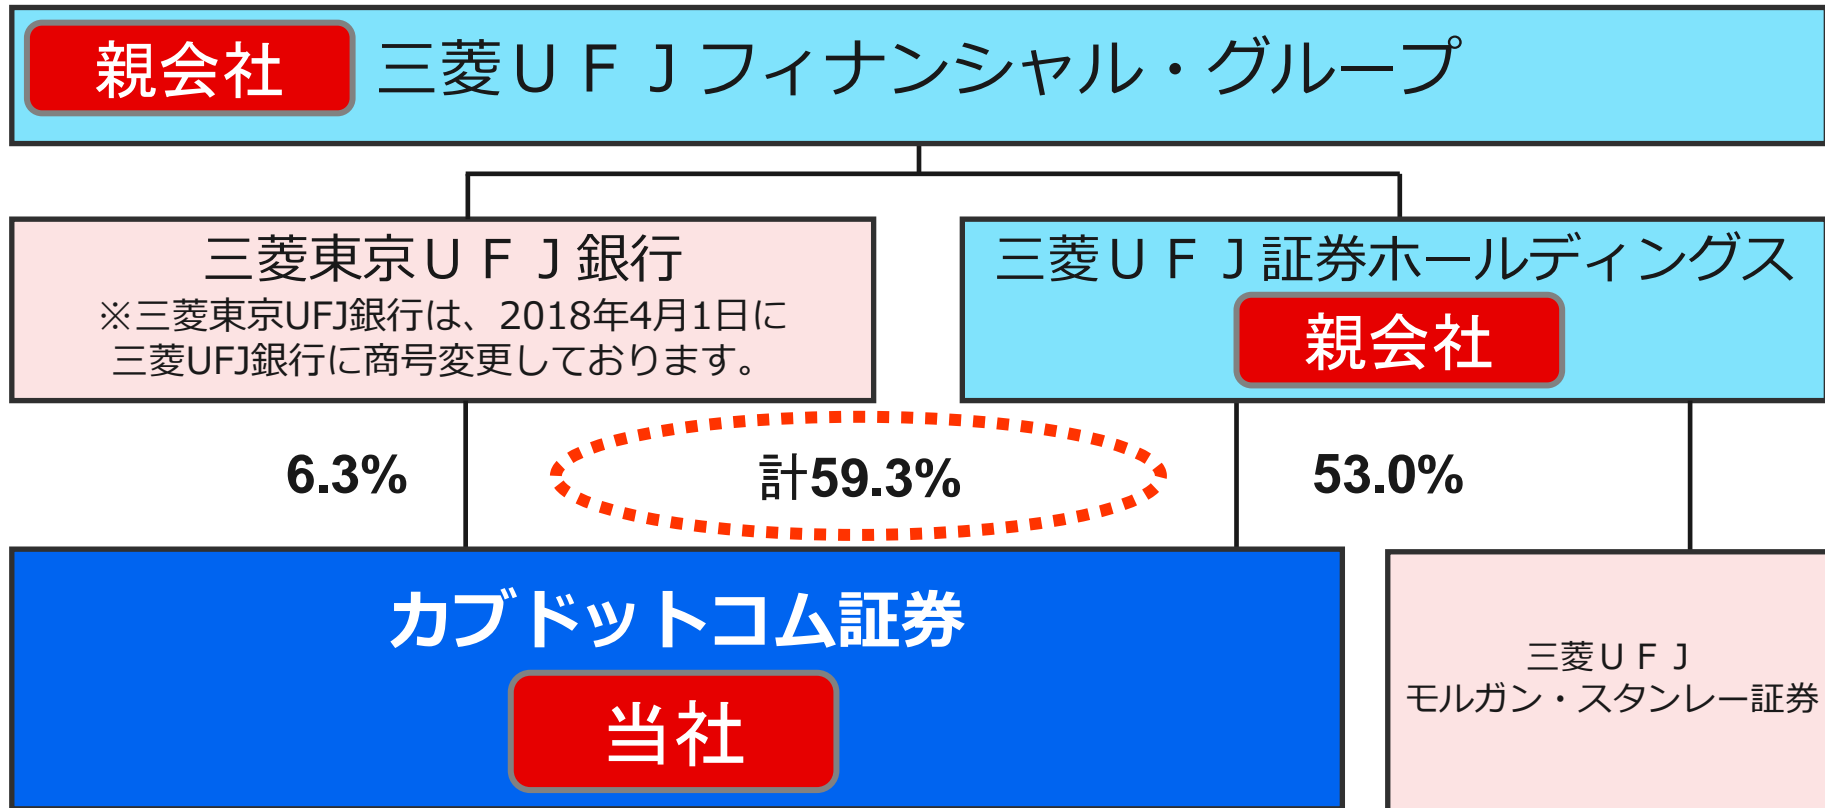 親会社 三菱ＵＦＪフィナンシャル・グループ
三菱東京ＵＦＪ銀行
※三菱東京UFJ銀行は、2018年4月1日に
三菱UFJ銀行に商号変更しております。
三菱ＵＦＪ証券ホールディングス
親会社
6.3%
計59.3%
53.0%
カブドットコム証券
当社
三菱ＵＦＪ
モルガン・スタンレー証券